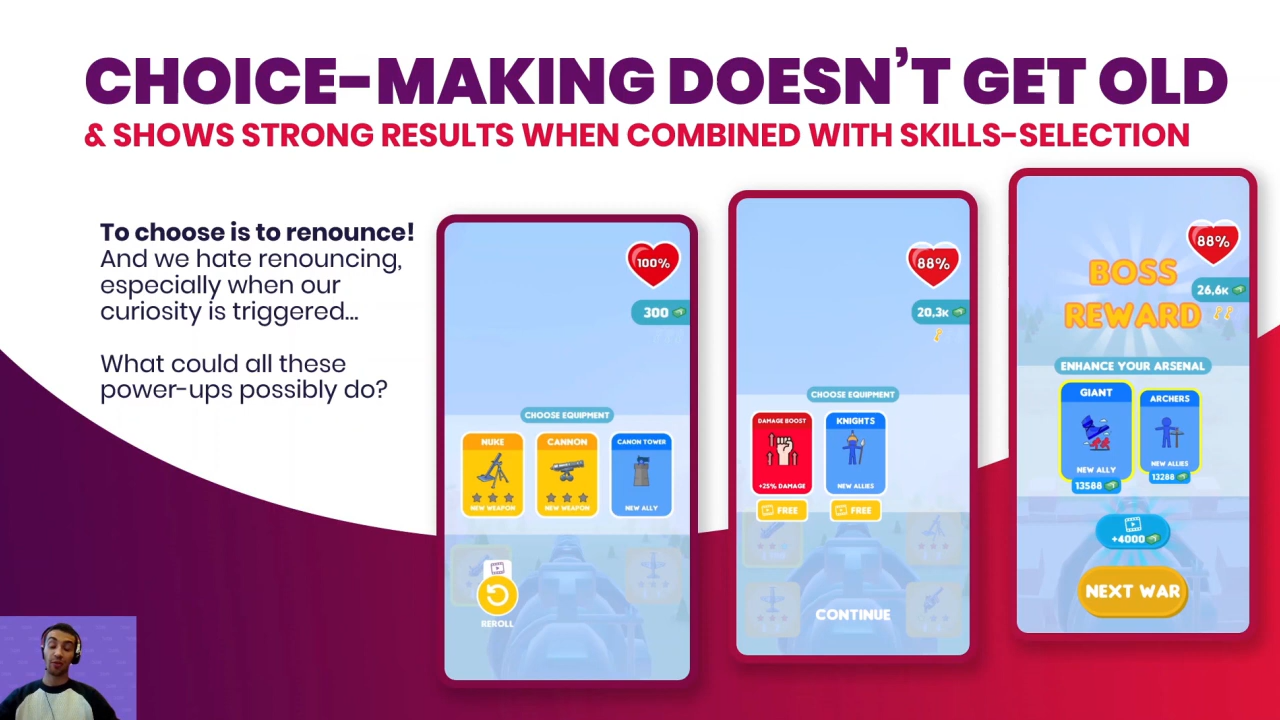 CHOICE-MAKING DOESN'T GET OLD
& SHOWS STRONG RESULTS WHEN COMBINED WITH SKILLS-SELECTION
To choose is to renounce!
And we hate renouncing,
especially when our
curiosity is triggered...
What could all these
power-ups possibly do?
100%
300
CHOOSE EQUIPMENT
NUKE
NEW WEAPON
CANNON
NEW WEAPON
CANON TOWER
NEW ALLY
REROLL
88%
20,3K
CHOOSE EQUIPMENT
DAMAGE BOOST
+25% DAMAGE
FREE
KNIGHTS
NEW ALLIES
FREE
CONTINUE
88%
BOSS
REWARD
26,6K
ENHANCE YOUR ARSENAL
GIANT
NEW ALLY
13588
ARCHERS
NEW ALLIES
13288
+4000
NEXT WAR